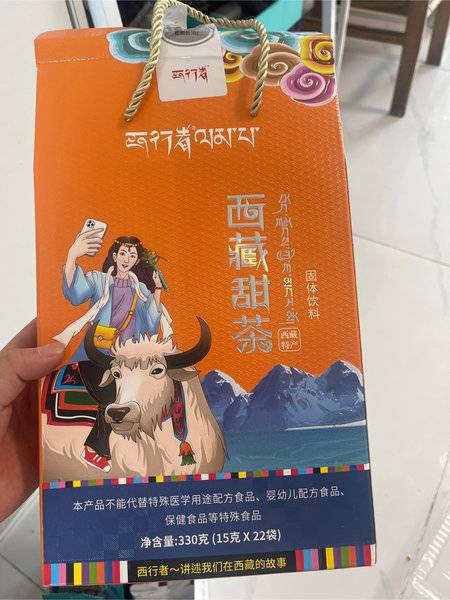 西行者
西行者 ལམ་པ
西藏甜茶
固体饮料
西藏
特产
本产品不能代替特殊医学用途配方食品、婴幼儿配方食品、
保健食品等特殊食品
净含量:330克 (15克 X 22袋)
西行者～讲述我们在西藏的故事